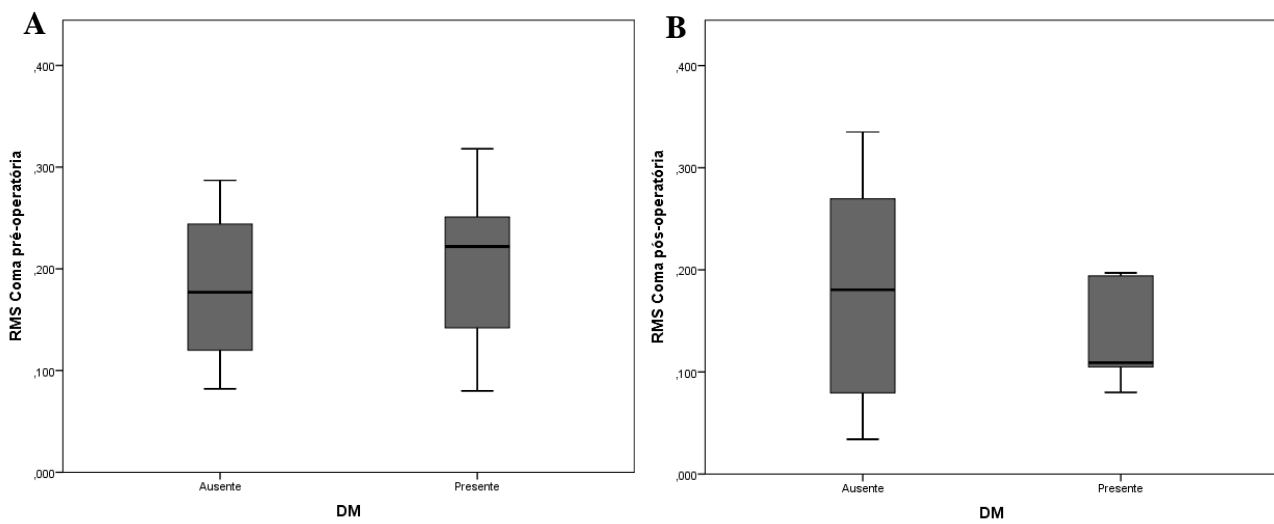 A
RMS Coma pré-operatória
,400
,300
,200
,100
,000
Ausente
Presente
DM
B
RMS Coma pós-operatória
,400
,300
,200
,100
,000
Ausente
Presente
DM